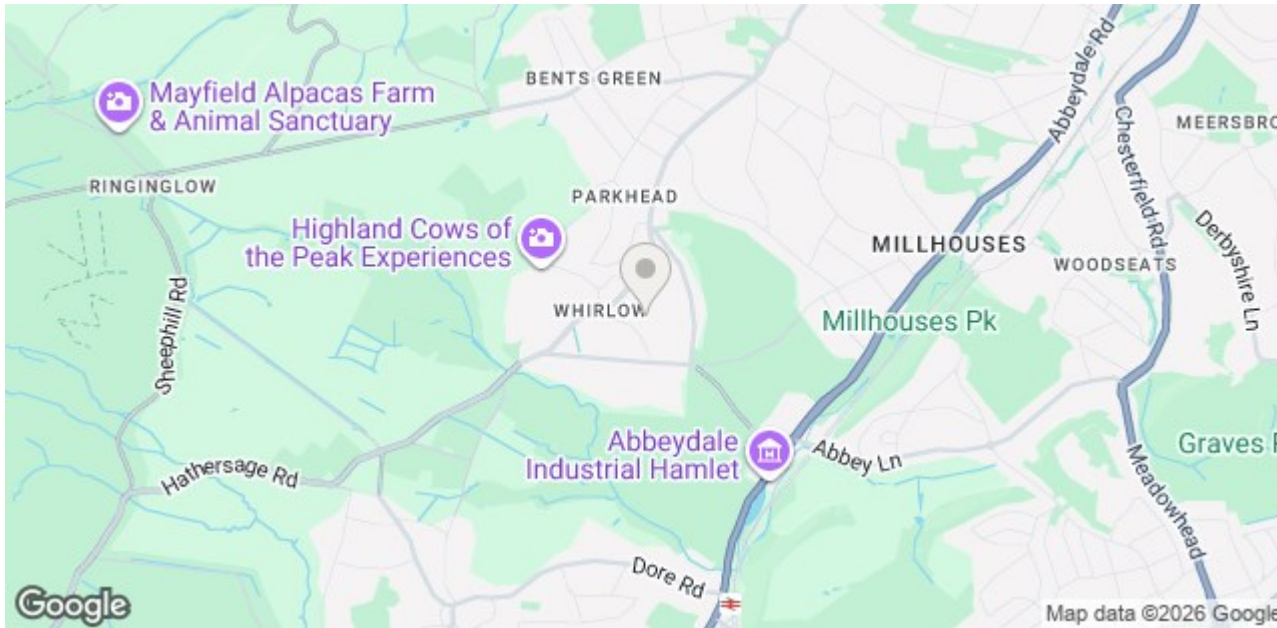 BENTS GREEN
Mayfield Alpacas Farm
& Animal Sanctuary
Abbeydale Rd
Chesterfield Rd
MEERSBRO
RINGINGLOW
PARKHEAD
Highland Cows of
the Peak Experiences
MILLHOUSES
WOODSEATS
Derbyshire Ln
WHIRLOW
Millhouses Pk
Sheephill Rd
Abbeydale
Industrial Hamlet
Abbey Ln
Graves P
Hathersage Rd
Meadowhead
Dore Rd
Google
Map data ©2026 Google